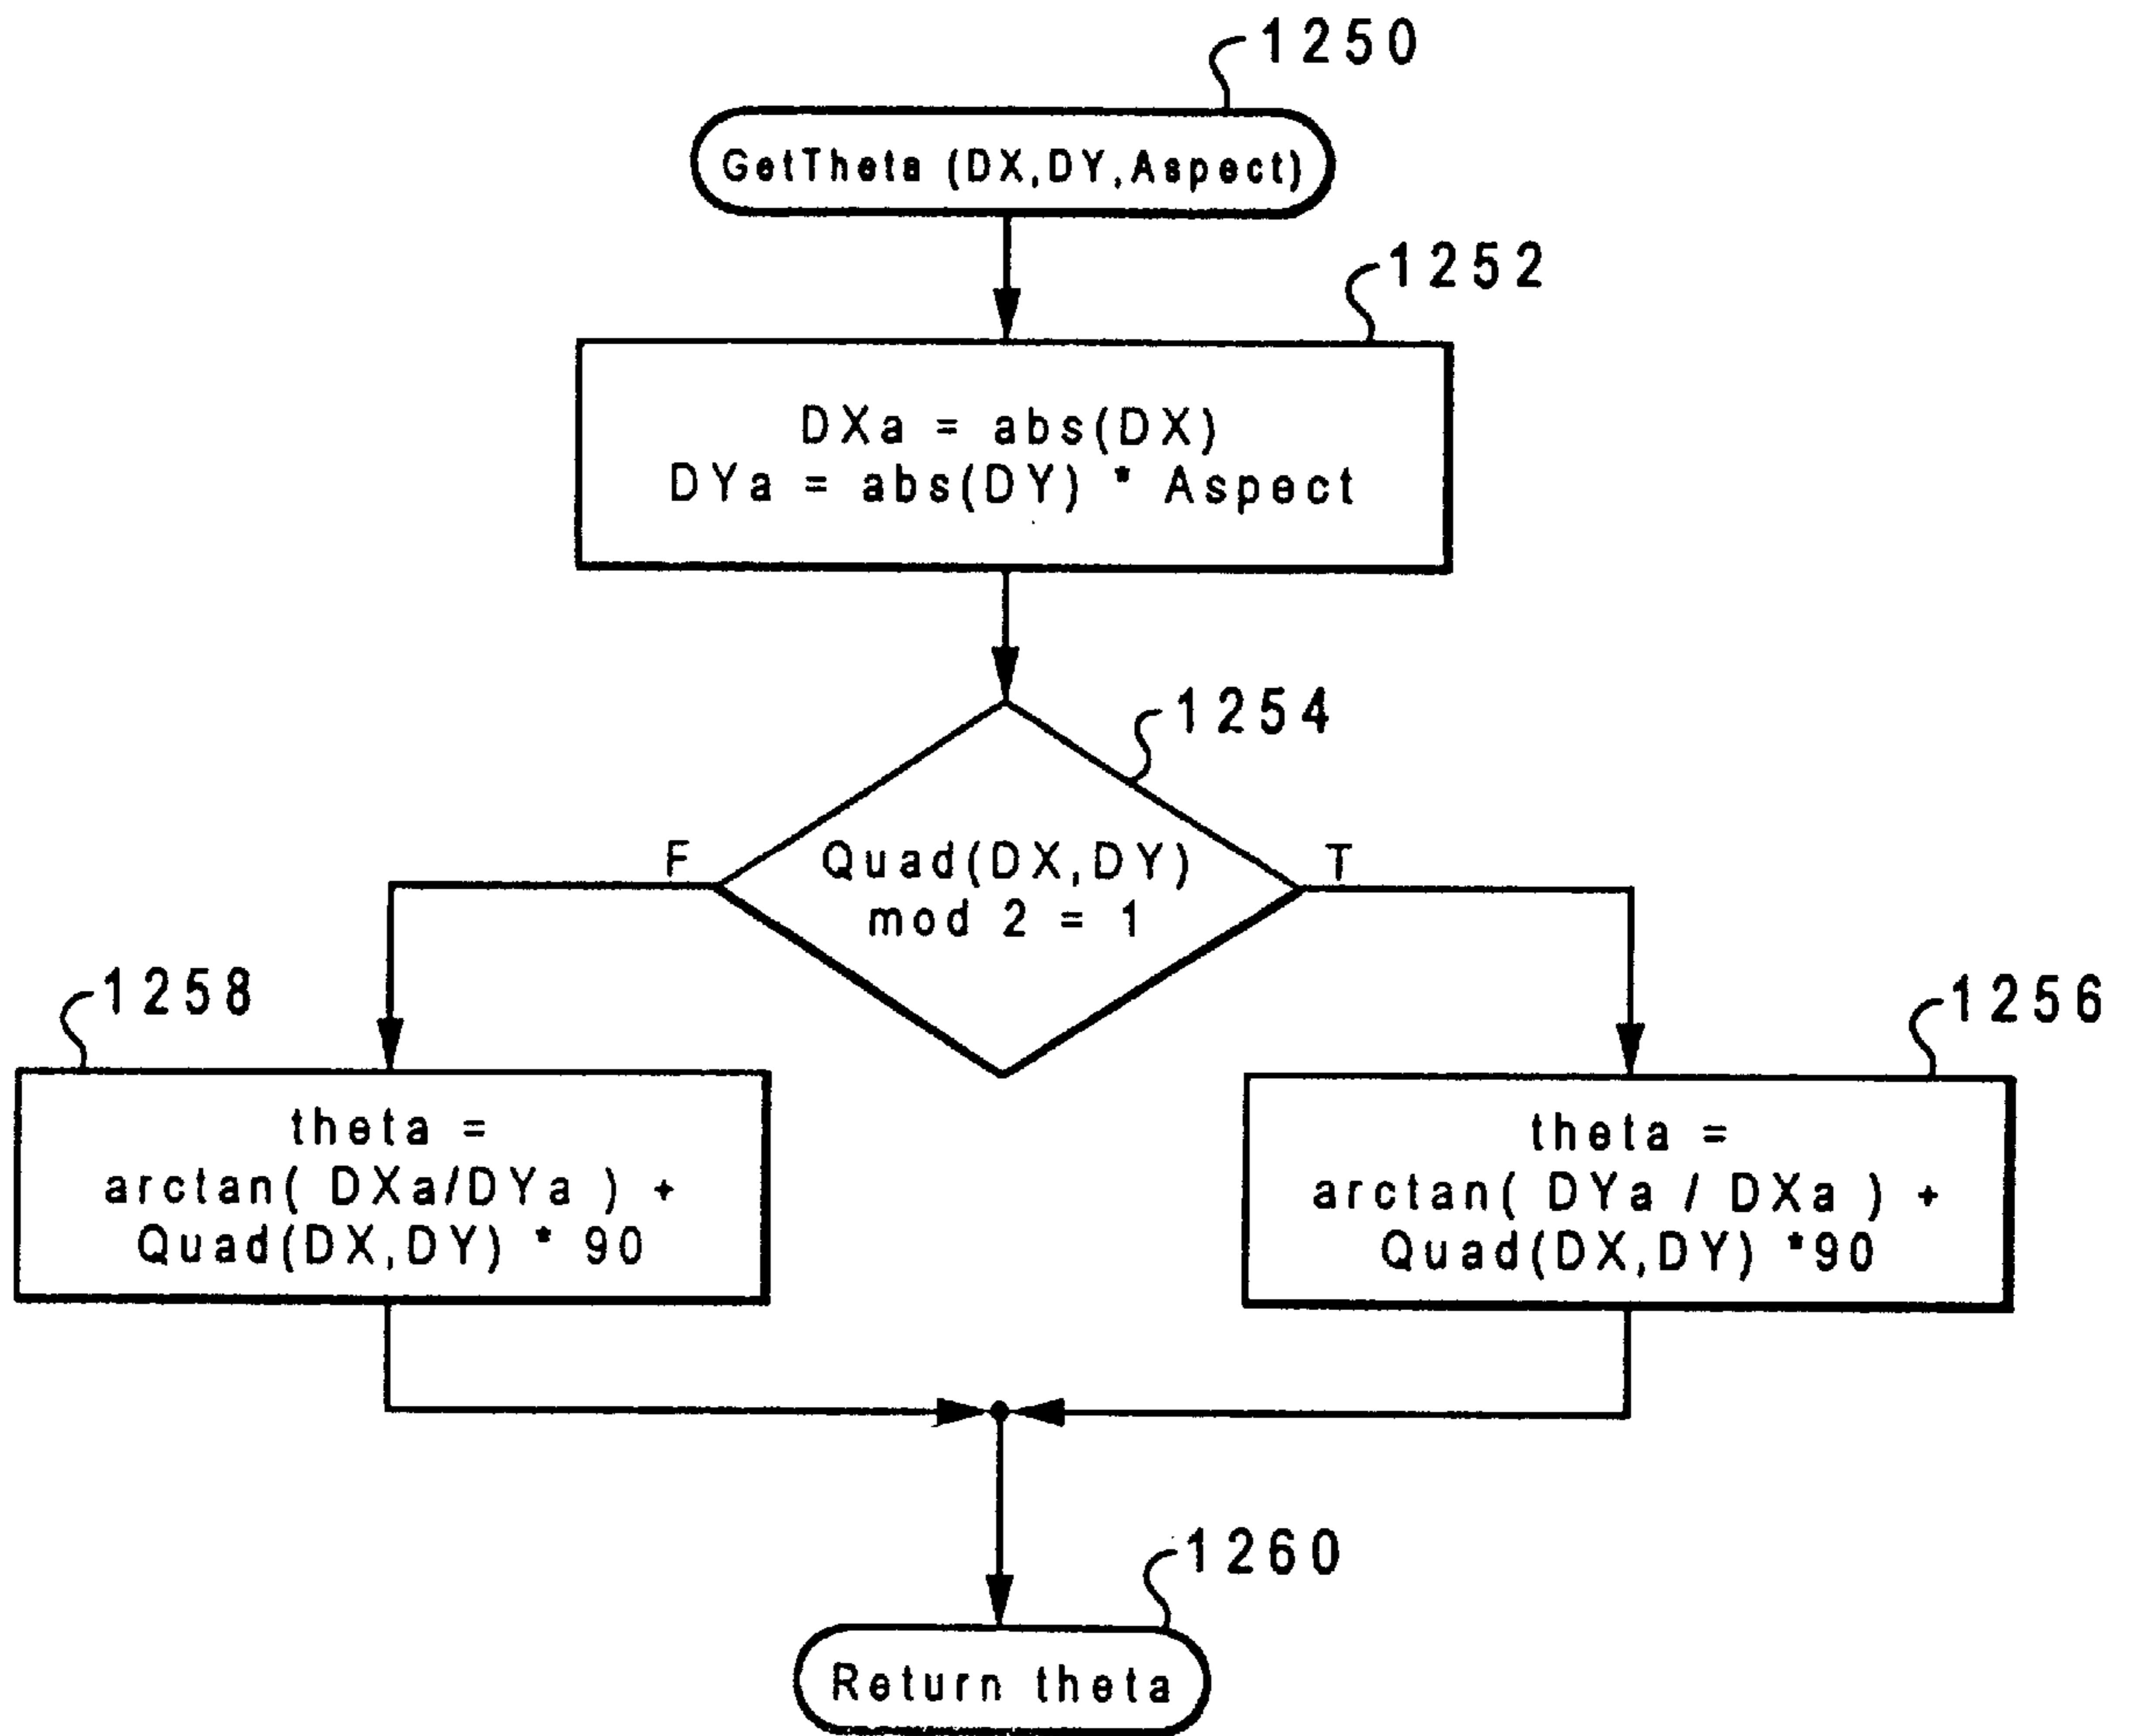 1250
GetTheta (DX,DY,Aspect)
1252
DXa = abs(DX)
DYa = abs(DY) * Aspect
1254
F
Quad(DX,DY)
mod 2 = 1
T
1258
theta =
arctan( DXa/DYa ) +
Quad(DX,DY) * 90
1256
theta =
arctan( DYa / DXa ) +
Quad(DX,DY) *90
1260
Return theta